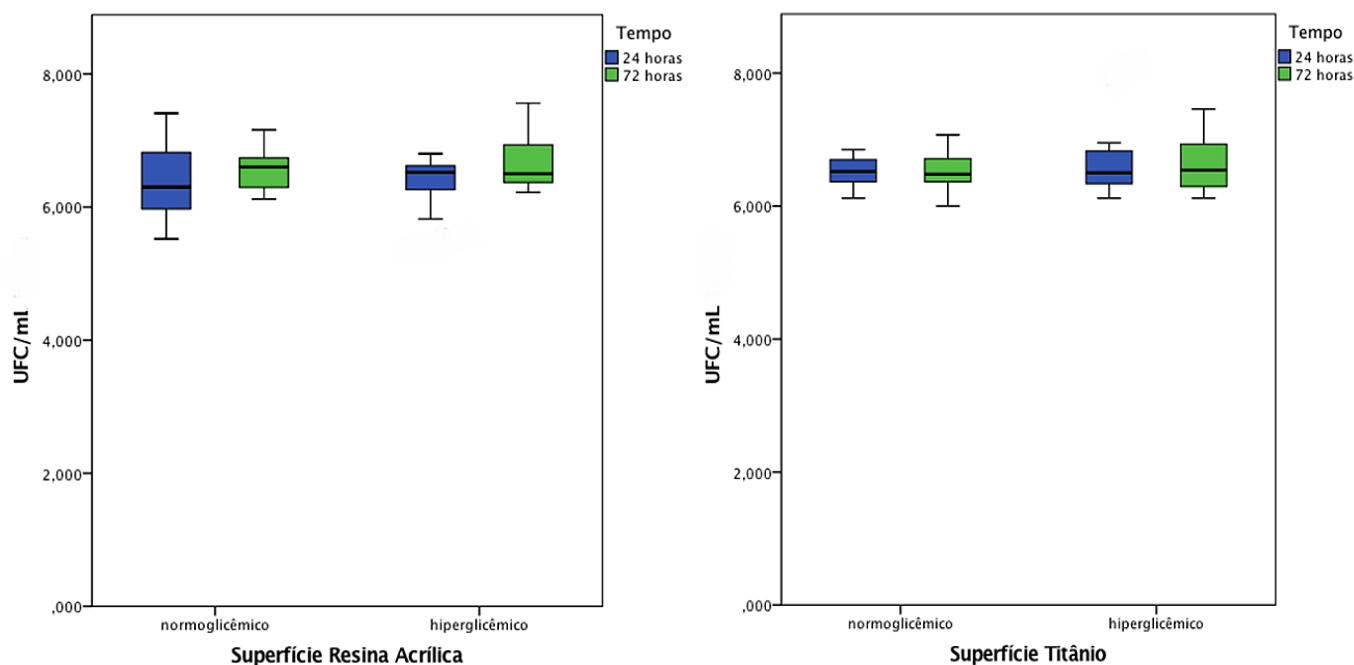 Tempo
24 horas
72 horas
8,000
6,000
4,000
2,000
,000
UFC/mL
normoglicêmico
hiperglicêmico
Superfície Resina Acrílica
Tempo
24 horas
72 horas
8,000
6,000
4,000
2,000
,000
UFC/mL
normoglicêmico
hiperglicêmico
Superfície Titânio